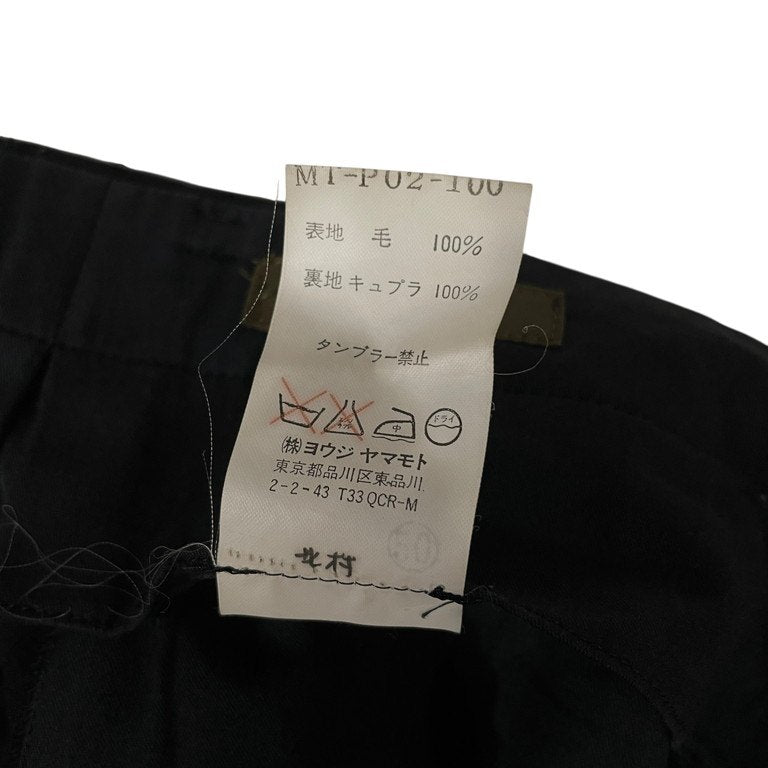 MT-P02-100
表地 毛 100%
裏地 キュプラ 100%
タンブラー禁止
中 ドライ
㈱ヨウジ ヤマモト
東京都品川区東品川
2-2-43 T33QCR-M
北村